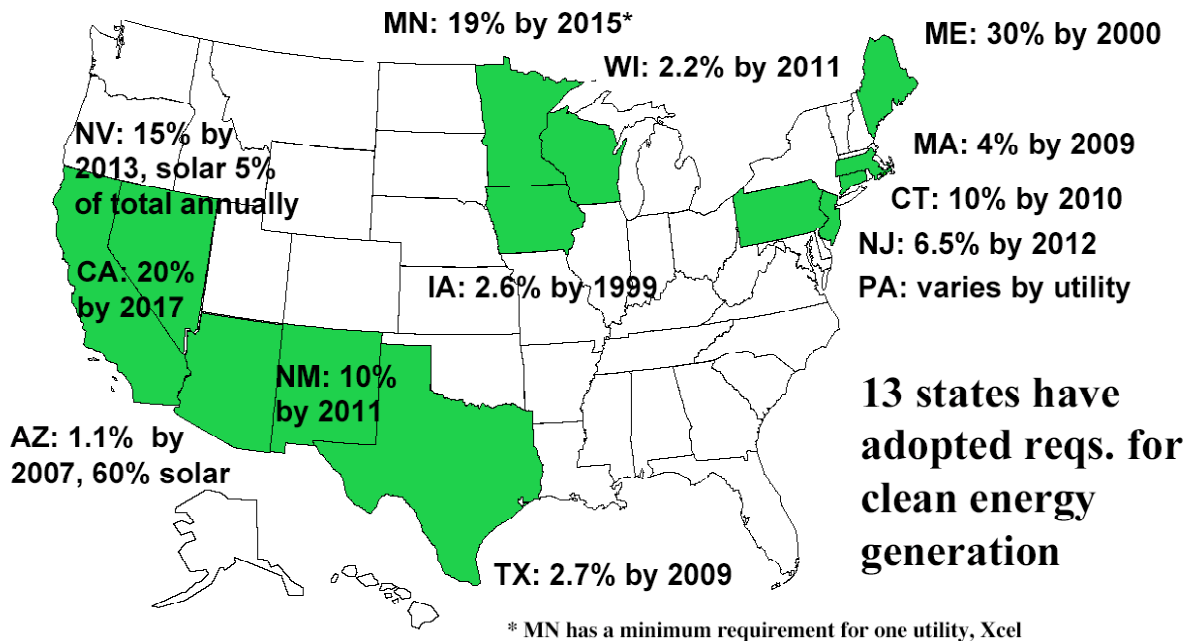 MN: 19% by 2015*
ME: 30% by 2000
WI: 2.2% by 2011
NV: 15% by
2013, solar 5%
of total annually
MA: 4% by 2009
CT: 10% by 2010
NJ: 6.5% by 2012
CA: 20%
by 2017
IA: 2.6% by 1999
PA: varies by utility
NM: 10%
by 2011
13 states have
adopted reqs. for
clean energy
generation
AZ: 1.1% by
2007, 60% solar
TX: 2.7% by 2009
* MN has a minimum requirement for one utility, Xcel